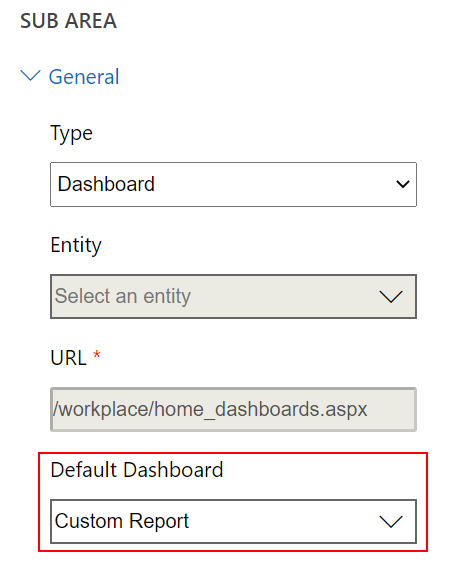 SUB AREA
General
Type
Dashboard
Entity
Select an entity
URL *
/workplace/home_dashboards.aspx
Default Dashboard
Custom Report